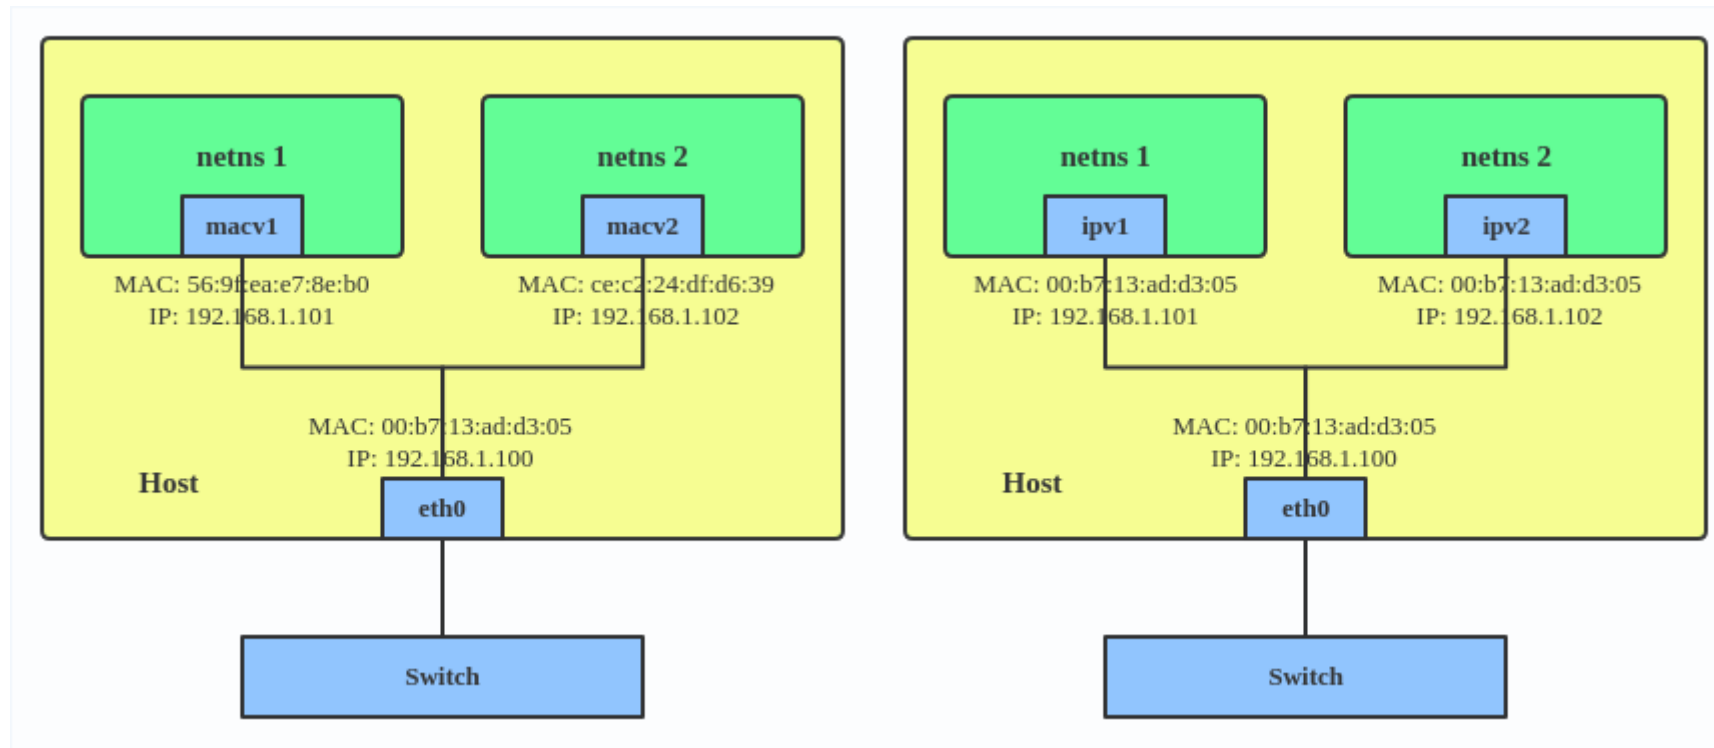 netns 1
macv1
MAC: 56:9f:ea:e7:8e:b0
IP: 192.168.1.101
netns 2
macv2
MAC: ce:c2:24:df:d6:39
IP: 192.168.1.102
MAC: 00:b7:13:ad:d3:05
IP: 192.168.1.100
Host
eth0
Switch
netns 1
ipv1
MAC: 00:b7:13:ad:d3:05
IP: 192.168.1.101
netns 2
ipv2
MAC: 00:b7:13:ad:d3:05
IP: 192.168.1.102
MAC: 00:b7:13:ad:d3:05
IP: 192.168.1.100
Host
eth0
Switch